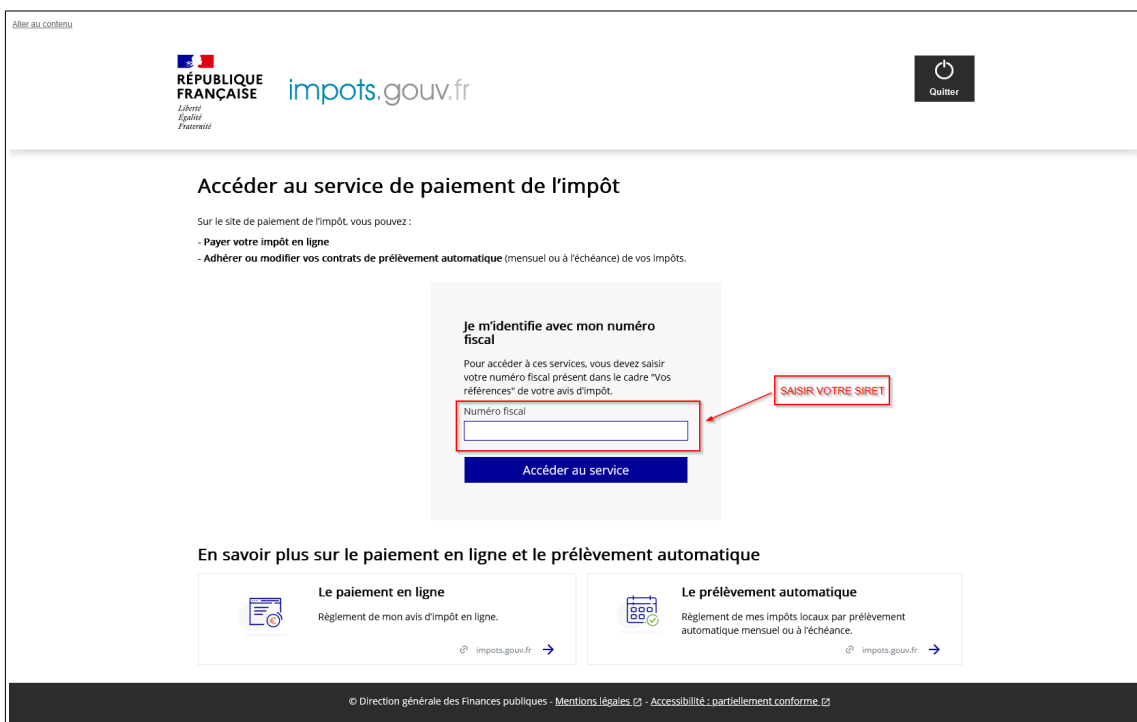 Aller au contenu
RÉPUBLIQUE
FRANÇAISE
Liberté
Égalité
Fraternité
impots.gouv.fr
Quitter
Accéder au service de paiement de l'impôt
Sur le site de paiement de l'impôt, vous pouvez :
- Payer votre impôt en ligne
- Adhérer ou modifier vos contrats de prélèvement automatique (mensuel ou à l'échéance) de vos impôts.
Je m'identifie avec mon numéro
fiscal
Pour accéder à ces services, vous devez saisir
votre numéro fiscal présent dans le cadre "Vos
références" de votre avis d'impôt.
Numéro fiscal
SAISIR VOTRE SIRET
Accéder au service
En savoir plus sur le paiement en ligne et le prélèvement automatique
Le paiement en ligne
Règlement de mon avis d'impôt en ligne.
impots.gouv.fr
Le prélèvement automatique
Règlement de mes impôts locaux par prélèvement
automatique mensuel ou à l'échéance.
impots.gouv.fr
© Direction générale des Finances publiques - Mentions légales - Accessibilité : partiellement conforme